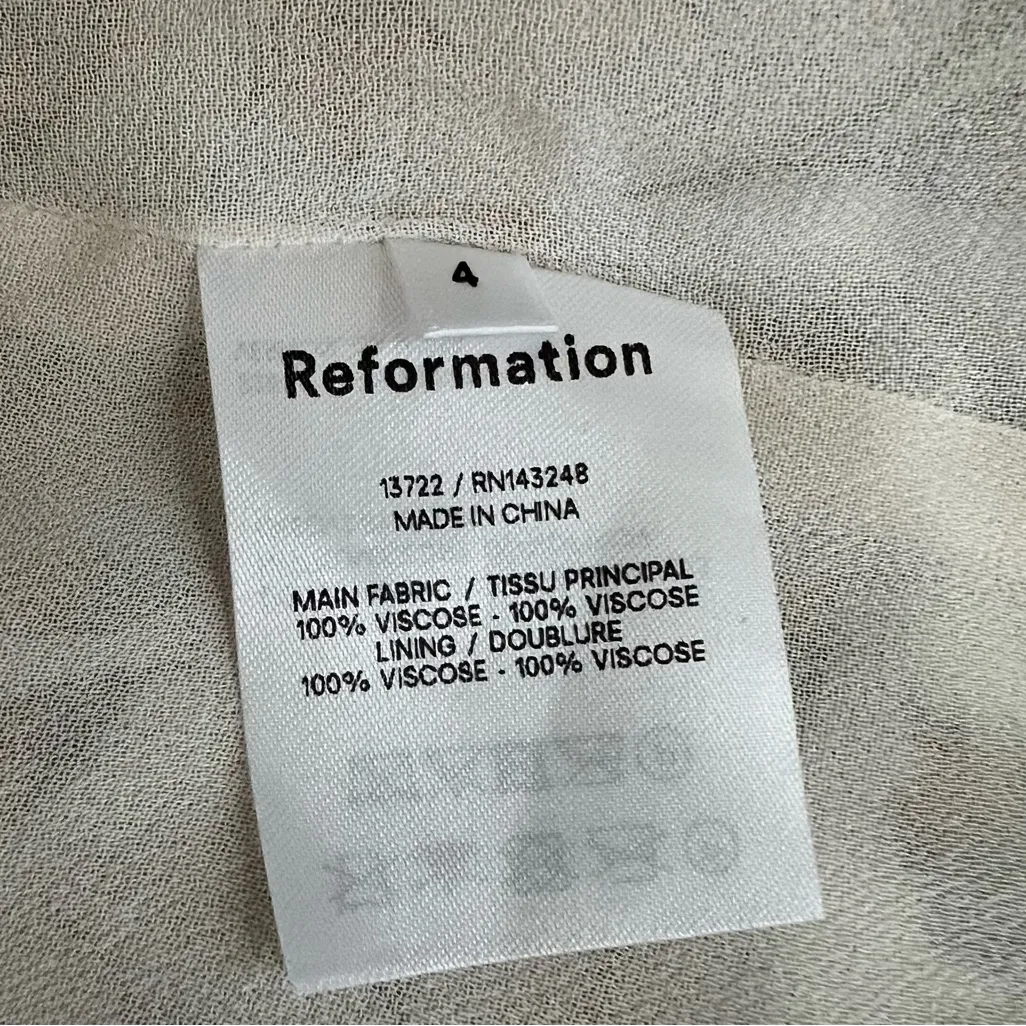 4
Reformation
13722 / RN143248
MADE IN CHINA
MAIN FABRIC / TISSU PRINCIPAL
100% VISCOSE - 100% VISCOSE
LINING / DOUBLURE
100% VISCOSE - 100% VISCOSE